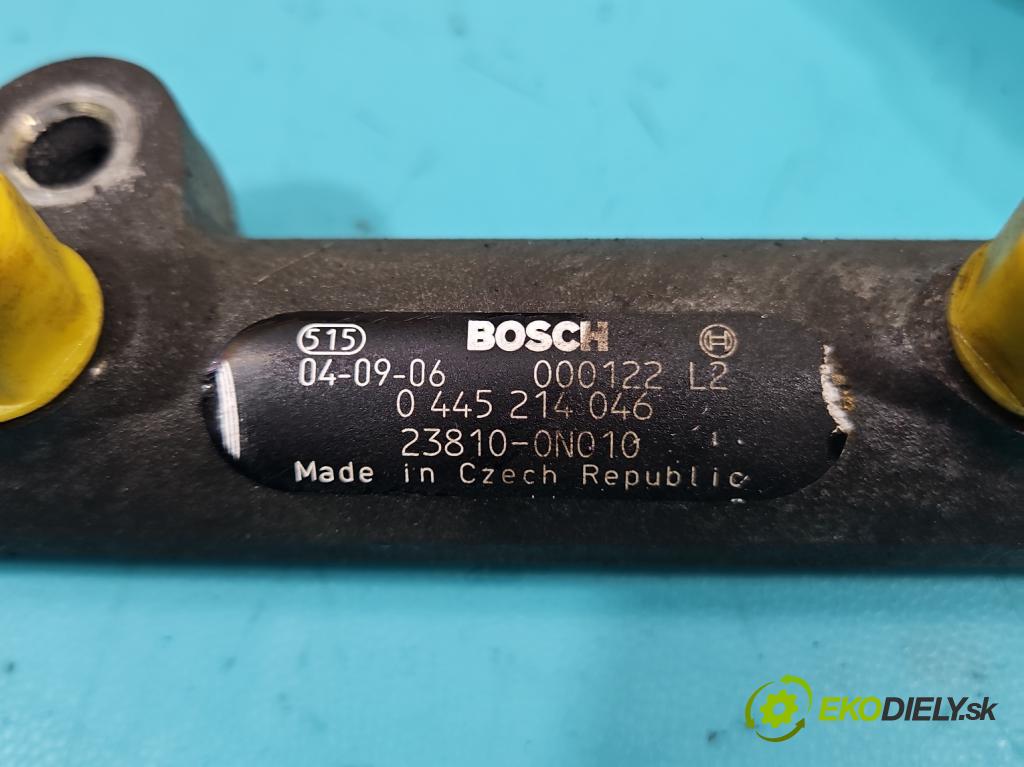 515 BOSCH
04-09-06 000122 L2
0 445 214 046
23810-0N010
Made in Czech Republic
EKODIELY.sk